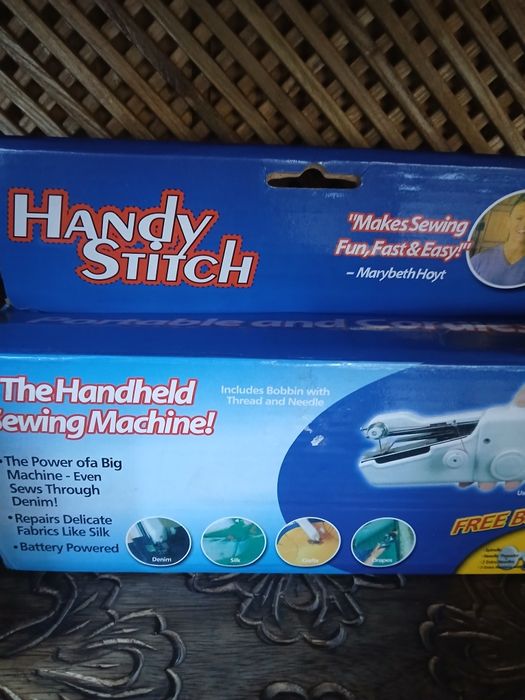 HANDY
STITCH
"Makes Sewing
Fun, Fast & Easy!"
– Marybeth Hoyt
Portable and
The Handheld
Sewing Machine!
Includes Bobbin with
Thread and Needle
• The Power ofa Big
Machine - Even
Sews Through
Denim!
• Repairs Delicate
Fabrics Like Silk
• Battery Powered
Denim
Silk
Crafts
Drapes
FREE